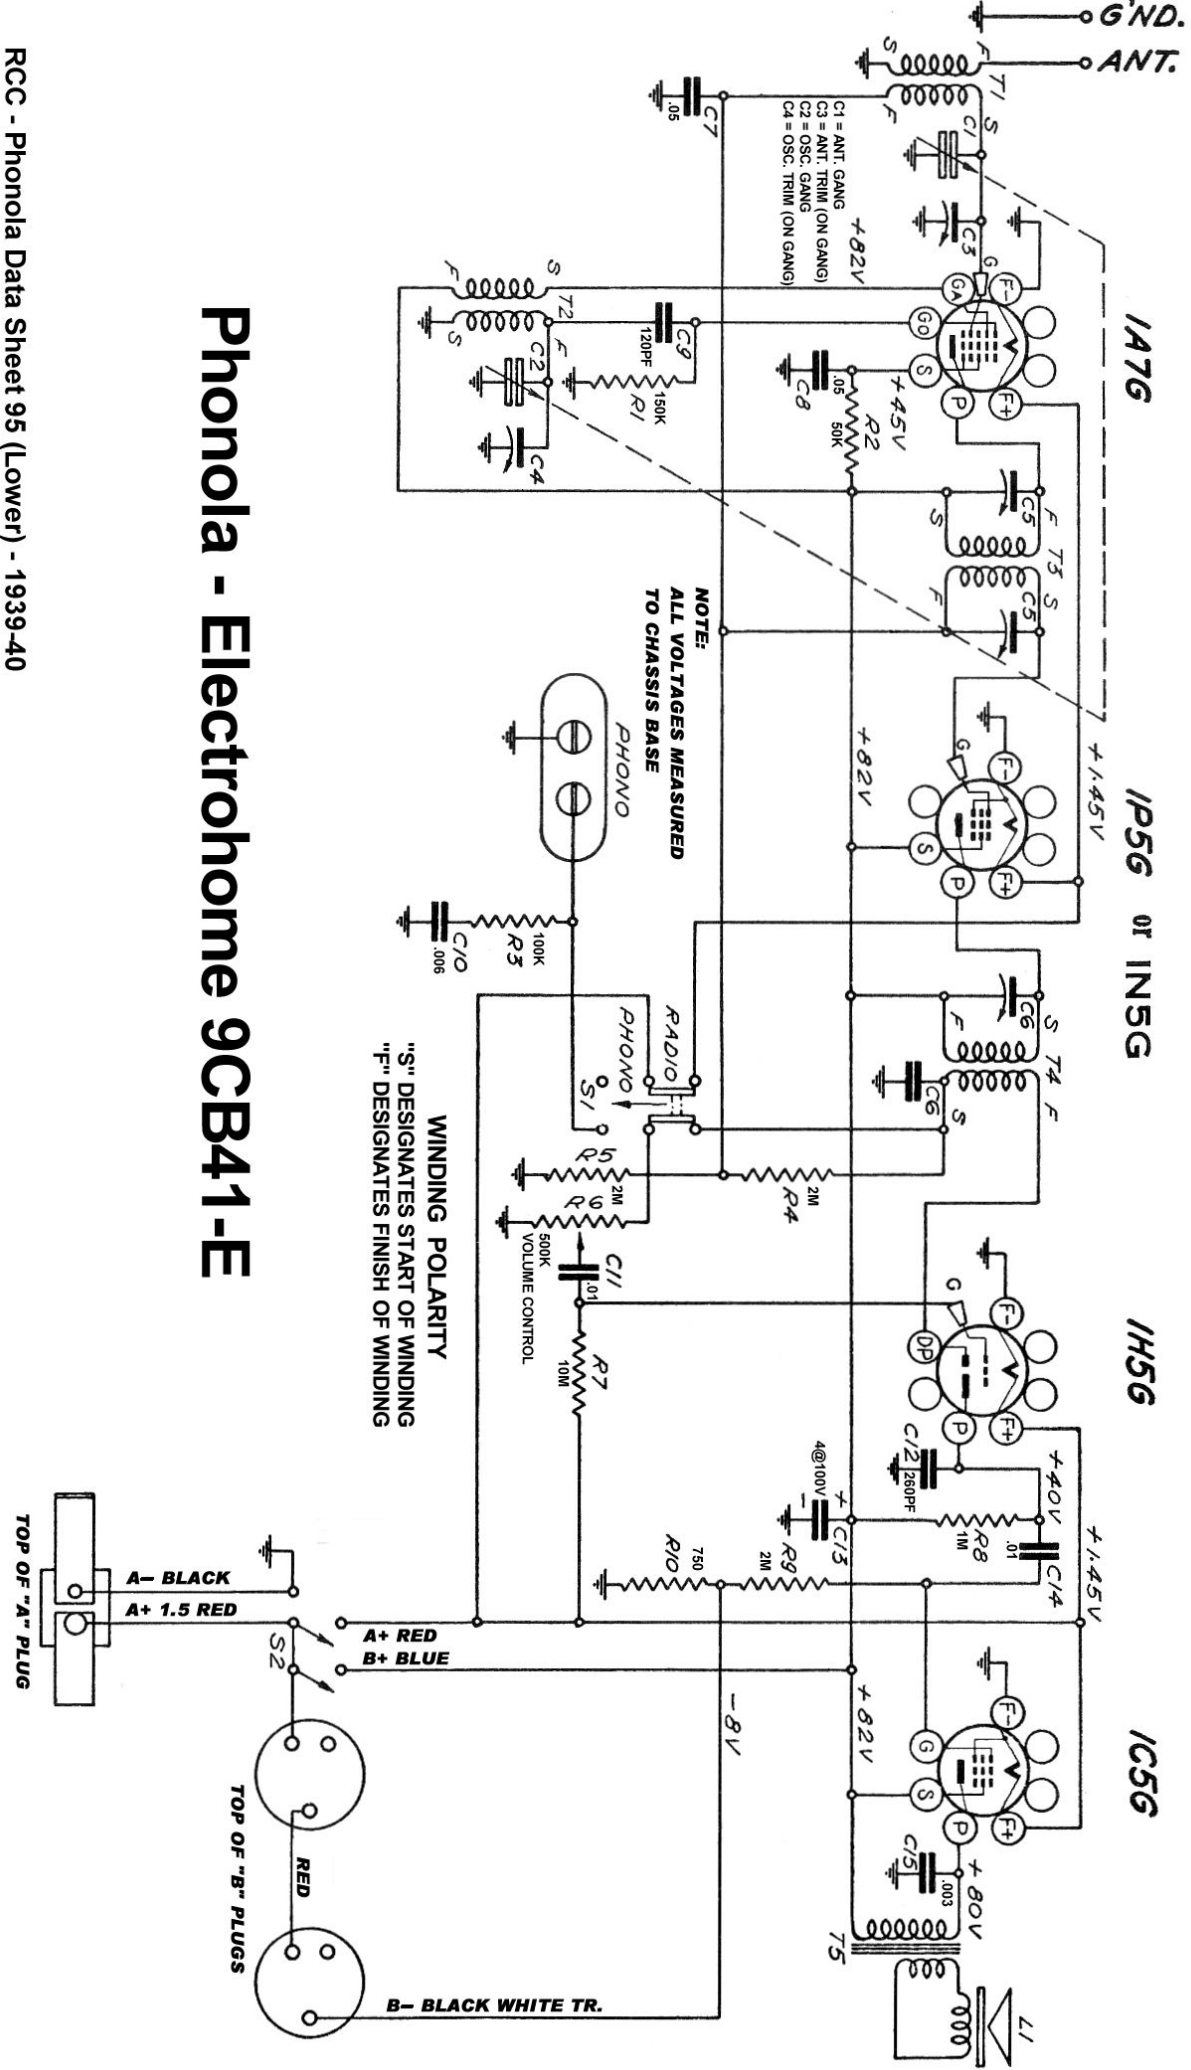 G'ND.
ANT.
S
F
T1
F
S
C1
C7
.05
C3
C1 = ANT. GANG
C3 = ANT. TRIM (ON GANG)
C2 = OSC. GANG
C4 = OSC. TRIM (ON GANG)
+82V
1A7G
G
F-
GA
GO
S
P
F+
S
F
T2
S
F
C2
C4
C9
120PF
R1
150K
C8
.05
+45V
R2
50K
C5
F
S
T3
S
C5
F
NOTE:
ALL VOLTAGES MEASURED
TO CHASSIS BASE
1P5G or 1N5G
+1.45V
+82V
G
F-
S
P
F+
PHONO
R3
100K
C10
.006
C6
S
F
T4
F
C6
S
RADIO
PHONO
S1
R5
2M
R4
2M
R6
500K
VOLUME CONTROL
C11
.01
R7
10M
1H5G
G
F-
DP
P
F+
C12
260PF
+40V
R8
1M
C14
.01
+1.45V
4@100V
+
-
C13
R9
2M
R10
750
-8V
+82V
1C5G
F-
G
S
P
F+
C15
.003
+80V
T5
L1
WINDING POLARITY
"S" DESIGNATES START OF WINDING
"F" DESIGNATES FINISH OF WINDING
A- BLACK
A+ 1.5 RED
TOP OF "A" PLUG
S2
A+ RED
B+ BLUE
RED
TOP OF "B" PLUGS
B- BLACK WHITE TR.
Phonola - Electrohome 9CB41-E
RCC - Phonola Data Sheet 95 (Lower) - 1939-40